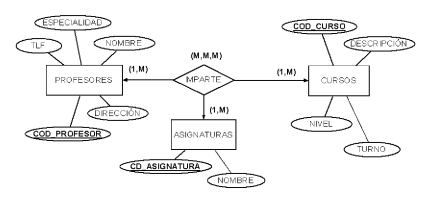 ESPECIALIDAD
TLF
NOMBRE
PROFESORES
DIRECCIÓN
COD_PROFESOR
(1,M)
(M,M,M)
IMPARTE
(1,M)
(1,M)
ASIGNATURAS
CD_ASIGNATURA
NOMBRE
COD_CURSO
DESCRIPCIÓN
CURSOS
NIVEL
TURNO